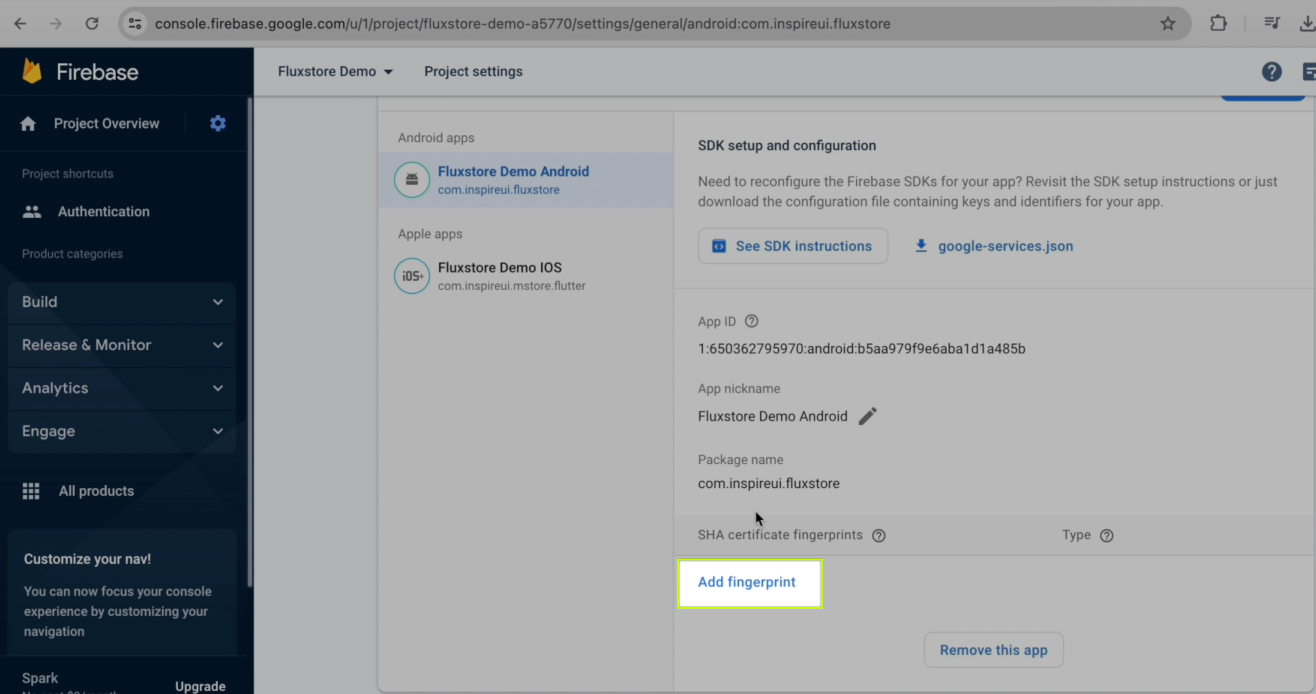 console.firebase.google.com/u/1/project/fluxstore-demo-a5770/settings/general/android:com.inspireui.fluxstore
Firebase
Fluxstore Demo
Project settings
Project Overview
Project shortcuts
Authentication
Product categories
Build
Release & Monitor
Analytics
Engage
All products
Customize your nav!
You can now focus your console
experience by customizing your
navigation
Spark
Upgrade
Android apps
Fluxstore Demo Android
com.inspireui.fluxstore
Apple apps
iOS+
Fluxstore Demo IOS
com.inspireui.mstore.flutter
SDK setup and configuration
Need to reconfigure the Firebase SDKs for your app? Revisit the SDK setup instructions or just
download the configuration file containing keys and identifiers for your app.
See SDK instructions
google-services.json
App ID
1:650362795970:android:b5aa979f9e6aba1d1a485b
App nickname
Fluxstore Demo Android
Package name
com.inspireui.fluxstore
SHA certificate fingerprints
Type
Add fingerprint
Remove this app